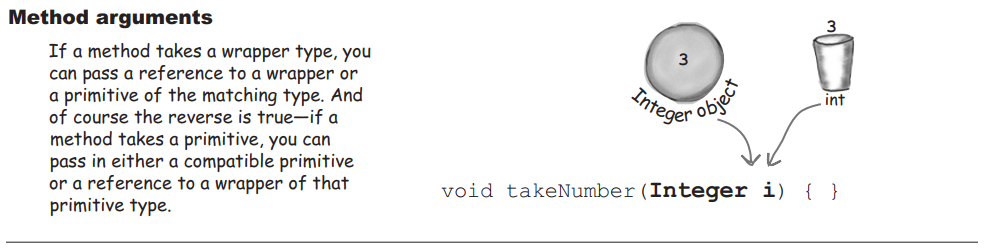 Method arguments
If a method takes a wrapper type, you
can pass a reference to a wrapper or
a primitive of the matching type. And
of course the reverse is true—if a
method takes a primitive, you can
pass in either a compatible primitive
or a reference to a wrapper of that
primitive type.
3
Integer object
3
int
void takeNumber(Integer i) { }